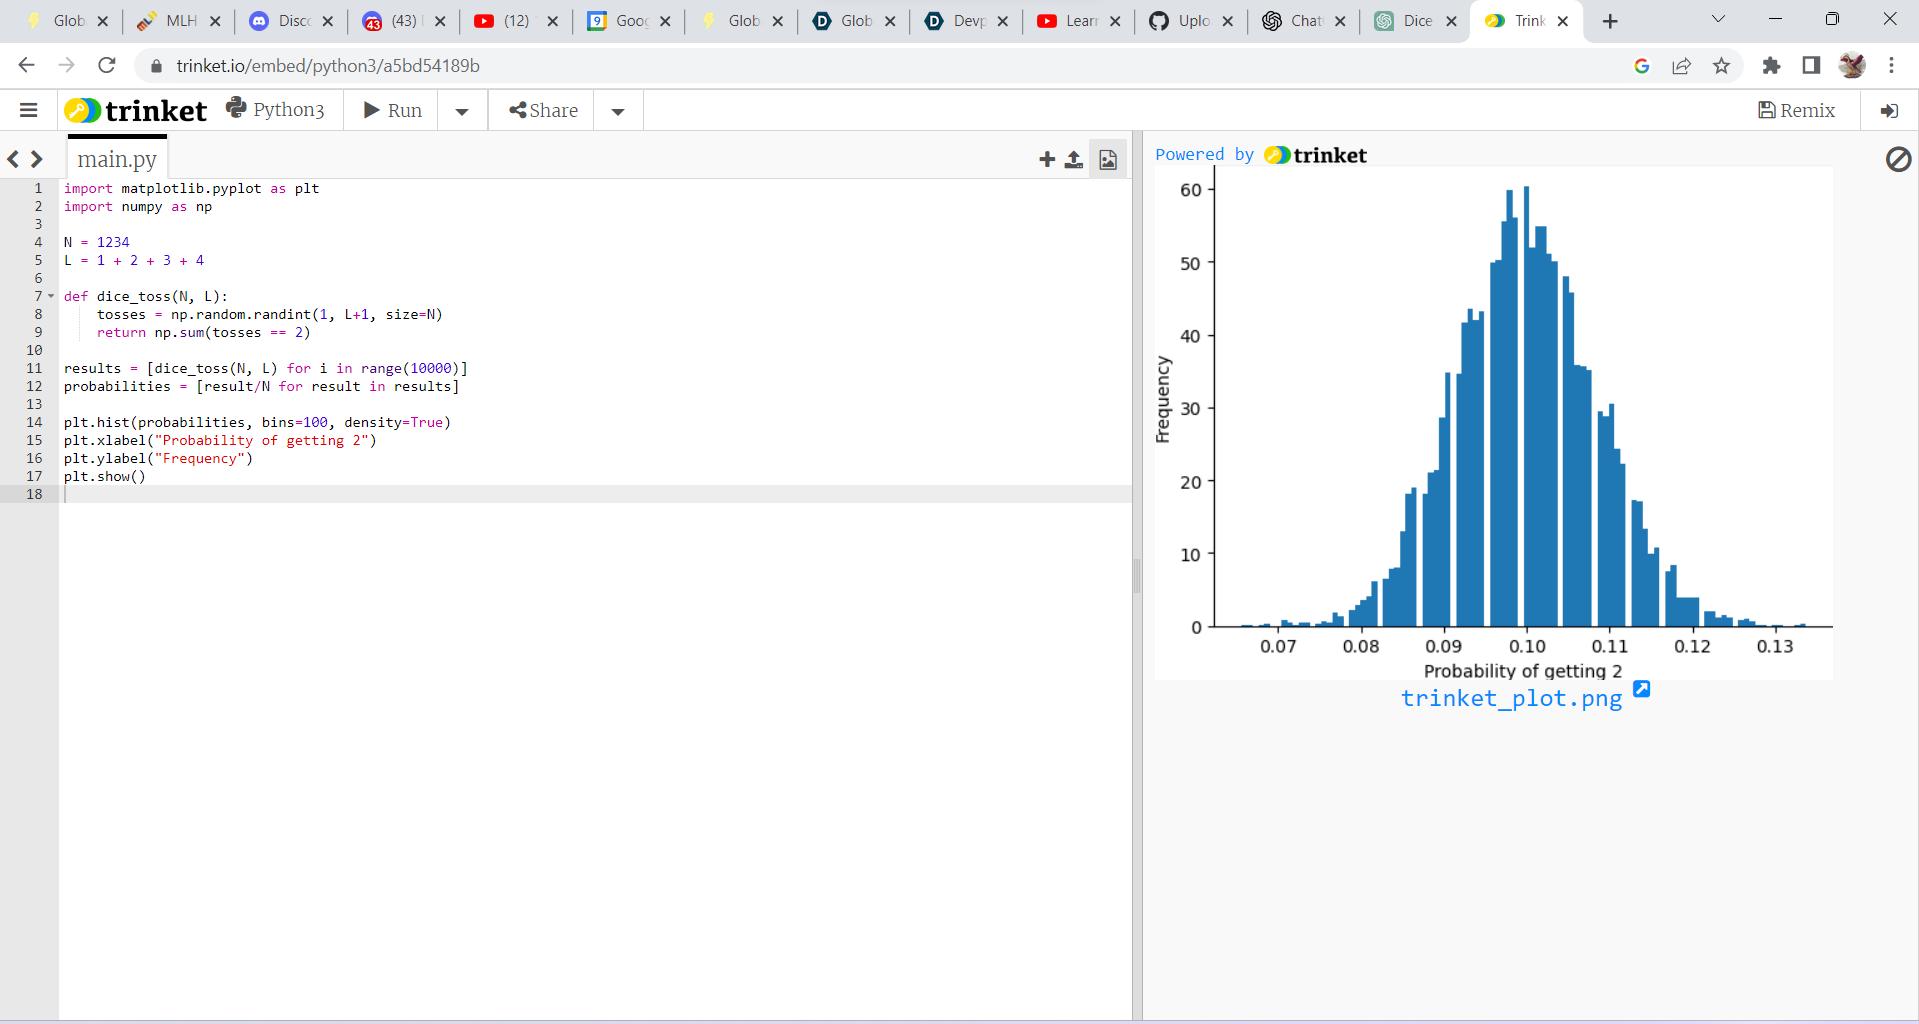 Glob MLH Disco (43) (12) Goog Glob Glob Devp Lear Uplo Chat Dice Trink
trinket.io/embed/python3/a5bd54189b
trinket Python3 Run Share Remix
main.py
Powered by trinket
1 import matplotlib.pyplot as plt
2 import numpy as np
3
4 N = 1234
5 L = 1 + 2 + 3 + 4
6
7 def dice_toss(N, L):
8 tosses = np.random.randint(1, L+1, size=N)
9 return np.sum(tosses == 2)
10
11 results = [dice_toss(N, L) for i in range(10000)]
12 probabilities = [result/N for result in results]
13
14 plt.hist(probabilities, bins=100, density=True)
15 plt.xlabel("Probability of getting 2")
16 plt.ylabel("Frequency")
17 plt.show()
18
60
50
40
30
20
10
0
Frequency
0.07 0.08 0.09 0.10 0.11 0.12 0.13
Probability of getting 2
trinket_plot.png